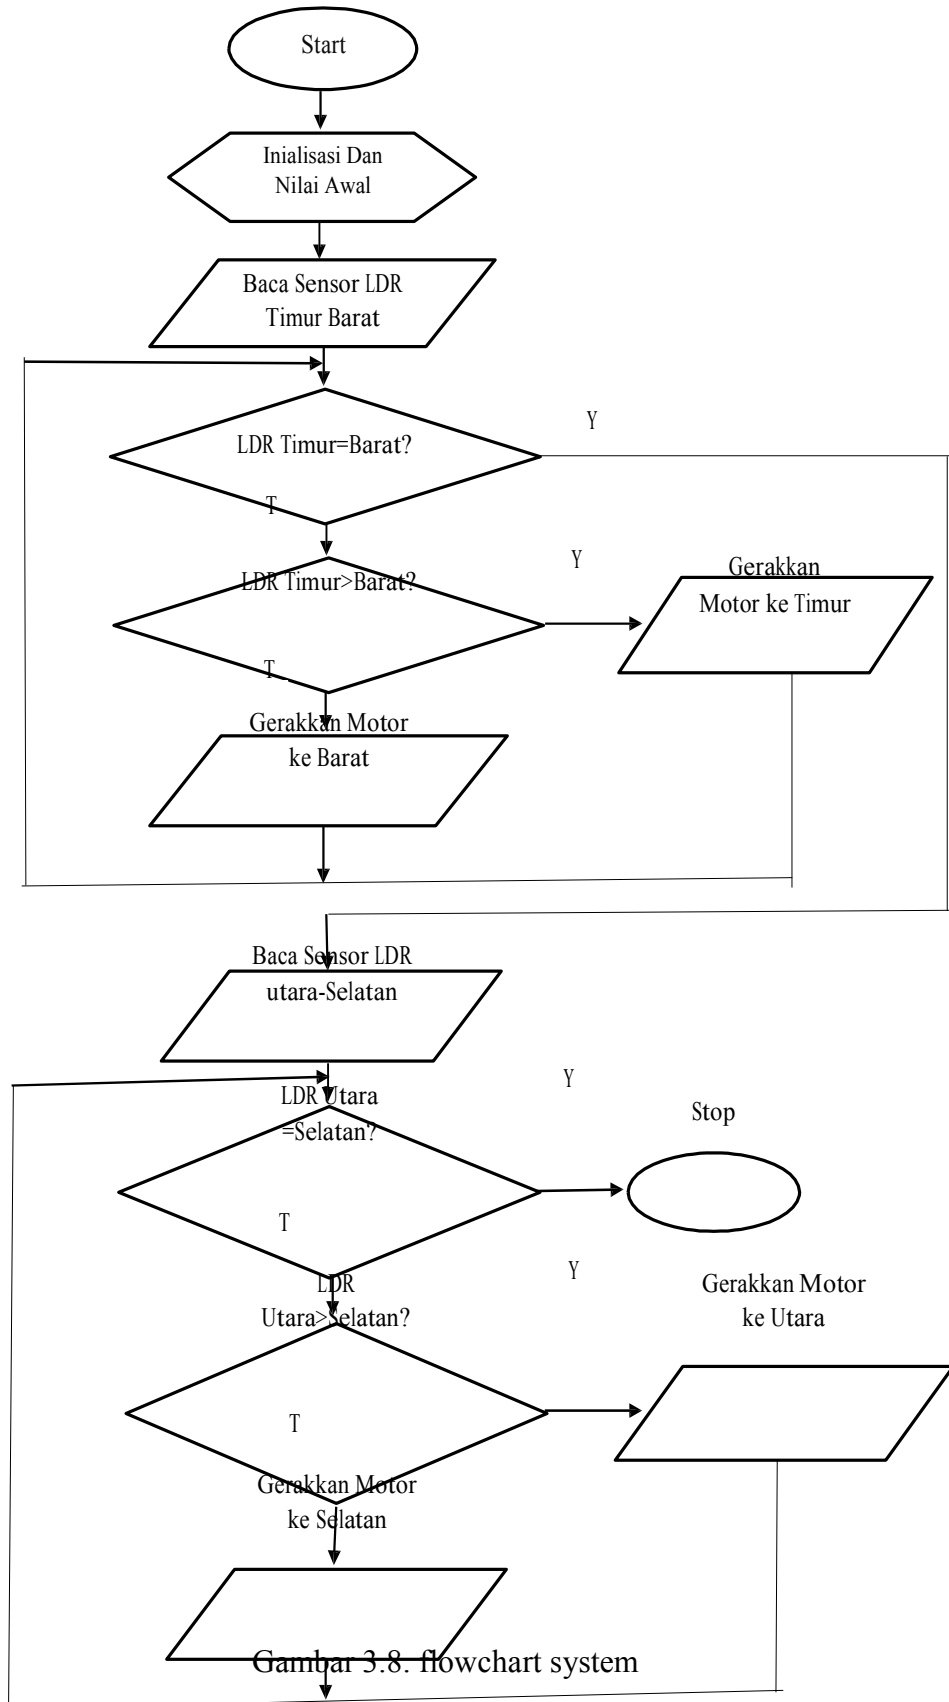 Start
Inialisasi Dan
Nilai Awal
Baca Sensor LDR
Timur Barat
Y
LDR Timur=Barat?
T
Y
LDR Timur>Barat?
Gerakkan
Motor ke Timur
T
Gerakkan Motor
ke Barat
Baca Sensor LDR
utara-Selatan
Y
LDR Utara
=Selatan?
Stop
T
Y
LDR
Utara>Selatan?
Gerakkan Motor
ke Utara
T
Gerakkan Motor
ke Selatan
Gambar 3.8. flowchart system